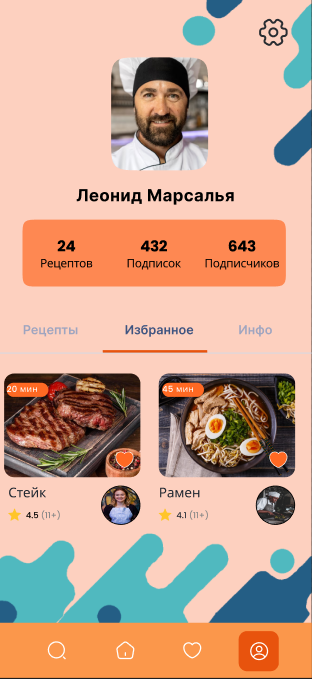 Леонид Марсалья
24 432 643
Рецептов Подписок Подписчиков
Рецепты Избранное Инфо
20 мин 45 мин
Стейк Рамен
4.5 (11+) 4.1 (11+)